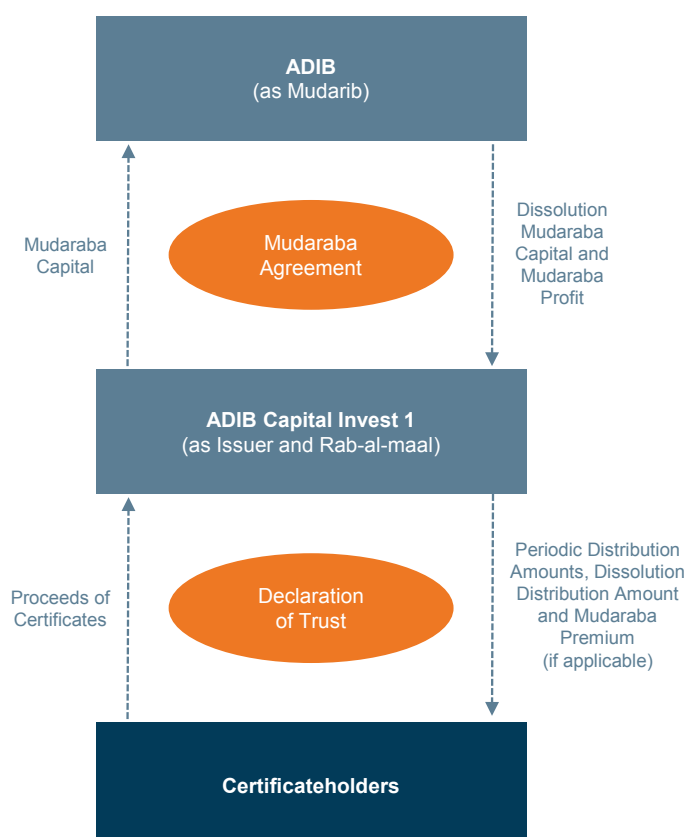 ADIB
(as Mudarib)
Mudaraba
Capital
Mudaraba
Agreement
Dissolution
Mudaraba
Capital and
Mudaraba
Profit
ADIB Capital Invest 1
(as Issuer and Rab-al-maal)
Proceeds of
Certificates
Declaration
of Trust
Periodic Distribution
Amounts, Dissolution
Distribution Amount
and Mudaraba
Premium
(if applicable)
Certificateholders